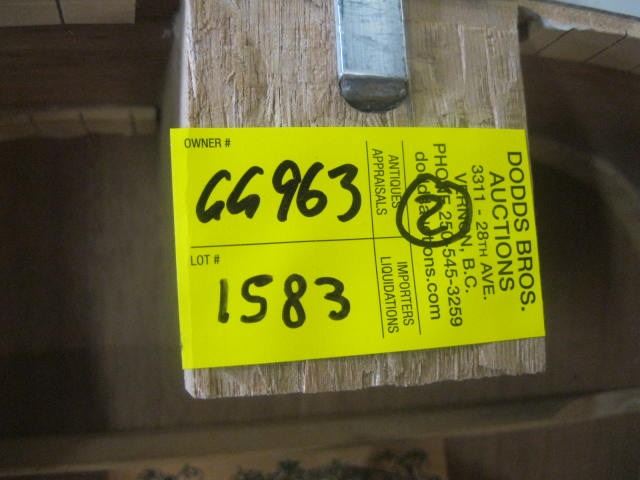 OWNER #
GG963
LOT #
1583
ANTIQUES
APPRAISALS
IMPORTERS
LIQUIDATIONS
DODDS BROS.
AUCTIONS
3311 - 28TH AVE.
VERNON, B.C.
PHONE 250-545-3259
doddsauctions.com
2